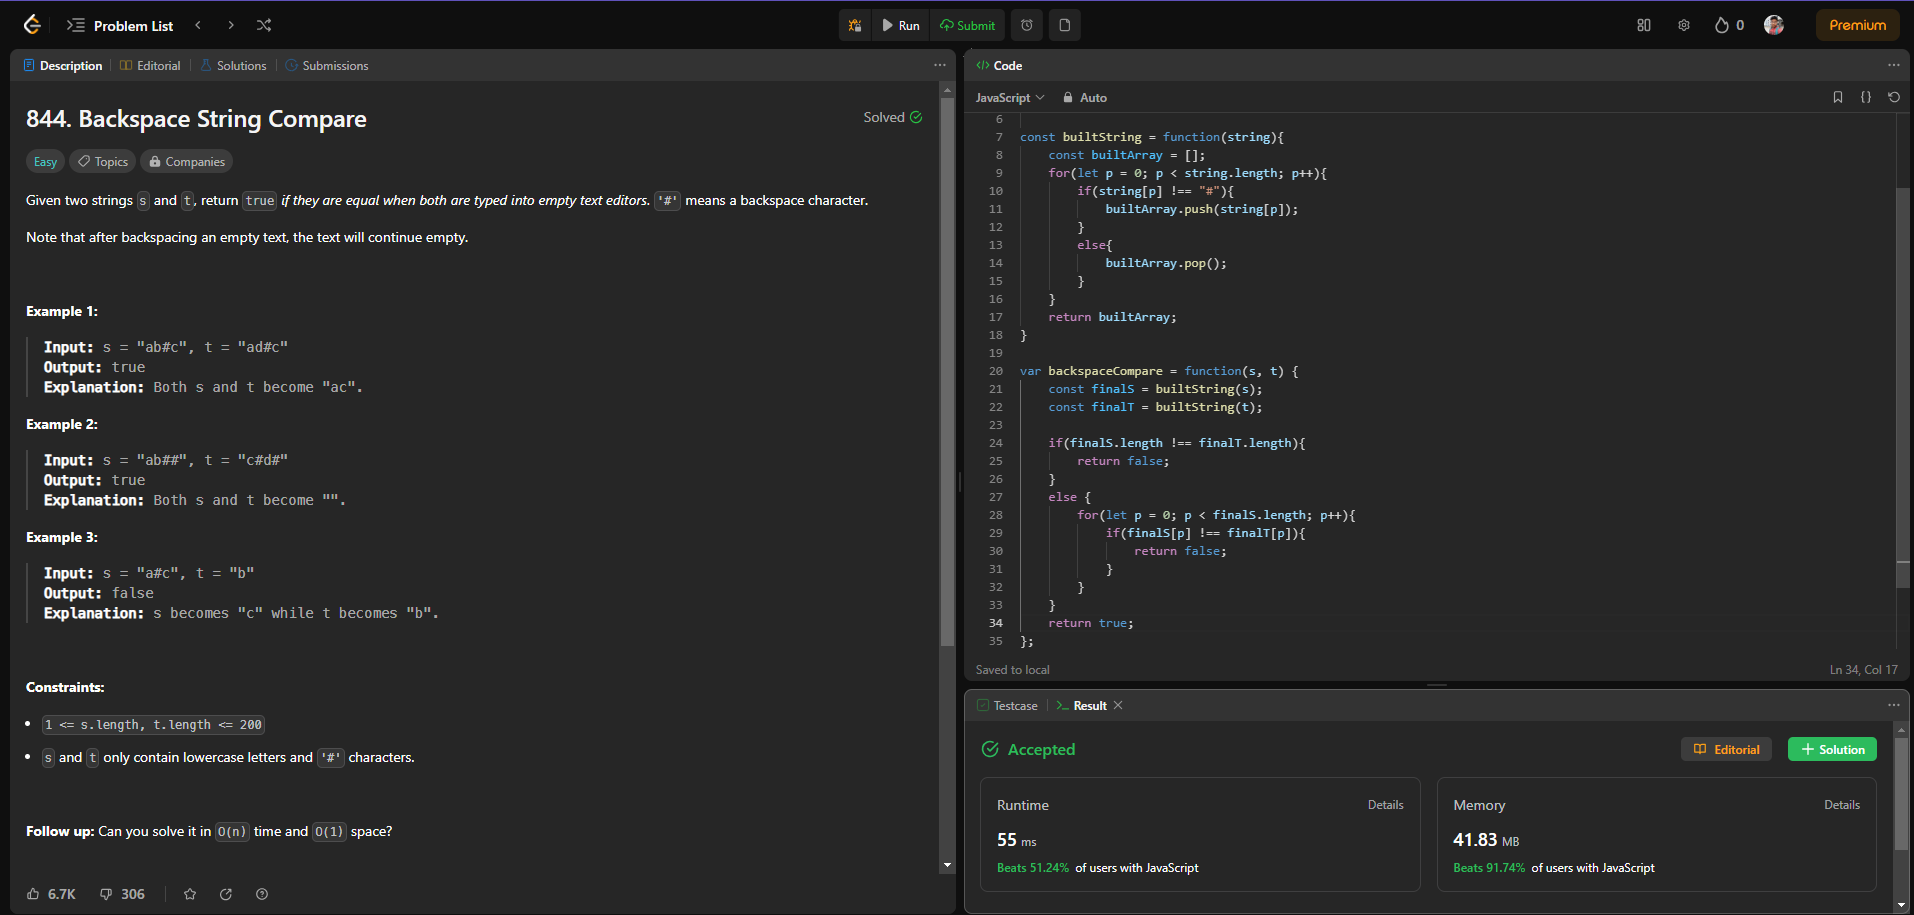 Problem List
Run
Submit
0
Premium
Description
Editorial
Solutions
Submissions
844. Backspace String Compare
Solved
Easy
Topics
Companies
Given two strings s and t, return true if they are equal when both are typed into empty text editors. '#' means a backspace character.
Note that after backspacing an empty text, the text will continue empty.
Example 1:
Input: s = "ab#c", t = "ad#c"
Output: true
Explanation: Both s and t become "ac".
Example 2:
Input: s = "ab##", t = "c#d#"
Output: true
Explanation: Both s and t become "".
Example 3:
Input: s = "a#c", t = "b"
Output: false
Explanation: s becomes "c" while t becomes "b".
Constraints:
• 1 <= s.length, t.length <= 200
• s and t only contain lowercase letters and '#' characters.
Follow up: Can you solve it in O(n) time and O(1) space?
6.7K
306
</> Code
JavaScript
Auto
6
7 const builtString = function(string){
8 const builtArray = [];
9 for(let p = 0; p < string.length; p++){
10 if(string[p] !== "#"){
11 builtArray.push(string[p]);
12 }
13 else{
14 builtArray.pop();
15 }
16 }
17 return builtArray;
18 }
19
20 var backspaceCompare = function(s, t) {
21 const finalS = builtString(s);
22 const finalT = builtString(t);
23
24 if(finalS.length !== finalT.length){
25 return false;
26 }
27 else {
28 for(let p = 0; p < finalS.length; p++){
29 if(finalS[p] !== finalT[p]){
30 return false;
31 }
32 }
33 }
34 return true;
35 };
Saved to local
Ln 34, Col 17
Testcase
Result
Accepted
Editorial
+ Solution
Runtime
Details
55 ms
Beats 51.24% of users with JavaScript
Memory
Details
41.83 MB
Beats 91.74% of users with JavaScript